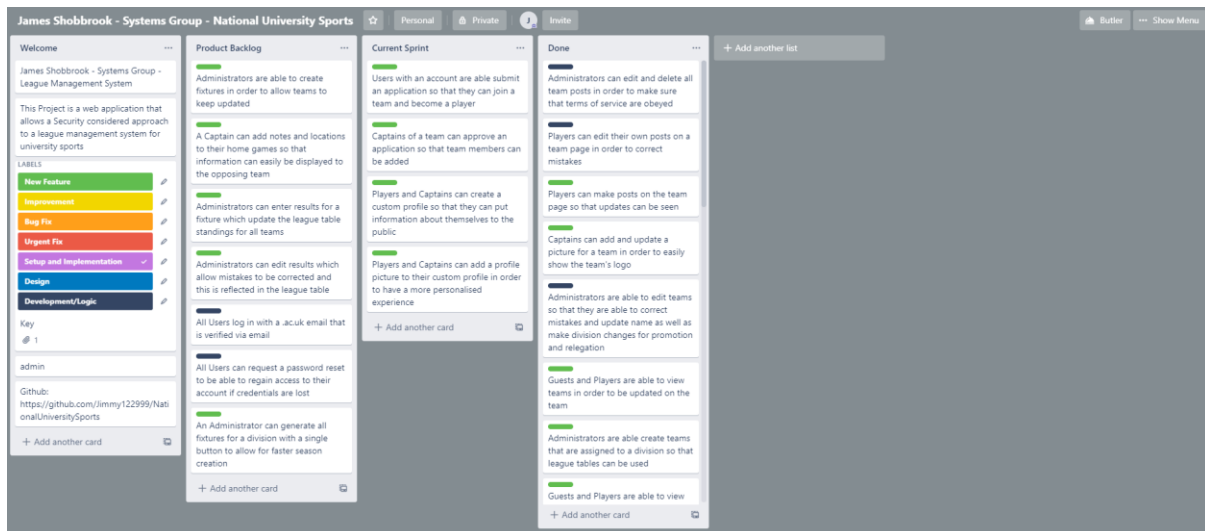 James Shobbrook - Systems Group - National University Sports
Personal
Private
J
Invite
Butler
... Show Menu
Welcome
James Shobbrook - Systems Group -
League Management System
This Project is a web application that
allows a Security considered approach
to a league management system for
university sports
LABELS
New Feature
Improvement
Bug Fix
Urgent Fix
Setup and Implementation
Design
Development/Logic
Key
1
admin
Github:
https://github.com/Jimmy122999/Nati
onalUniversitySports
+ Add another card
Product Backlog
Administrators are able to create
fixtures in order to allow teams to
keep updated
A Captain can add notes and locations
to their home games so that
information can easily be displayed to
the opposing team
Administrators can enter results for a
fixture which update the league table
standings for all teams
Administrators can edit results which
allow mistakes to be corrected and
this is reflected in the league table
All Users log in with a .ac.uk email that
is verified via email
All Users can request a password reset
to be able to regain access to their
account if credentials are lost
An Administrator can generate all
fixtures for a division with a single
button to allow for faster season
creation
+ Add another card
Current Sprint
Users with an account are able submit
an application so that they can join a
team and become a player
Captains of a team can approve an
application so that team members can
be added
Players and Captains can create a
custom profile so that they can put
information about themselves to the
public
Players and Captains can add a profile
picture to their custom profile in order
to have a more personalised
experience
+ Add another card
Done
Administrators can edit and delete all
team posts in order to make sure
that terms of service are obeyed
Players can edit their own posts on a
team page in order to correct
mistakes
Players can make posts on the team
page so that updates can be seen
Captains can add and update a
picture for a team in order to easily
show the team's logo
Administrators are able to edit teams
so that they are able to correct
mistakes and update name as well as
make division changes for promotion
and relegation
Guests and Players are able to view
teams in order to be updated on the
team
Administrators are able create teams
that are assigned to a division so that
league tables can be used
Guests and Players are able to view
+ Add another card
+ Add another list